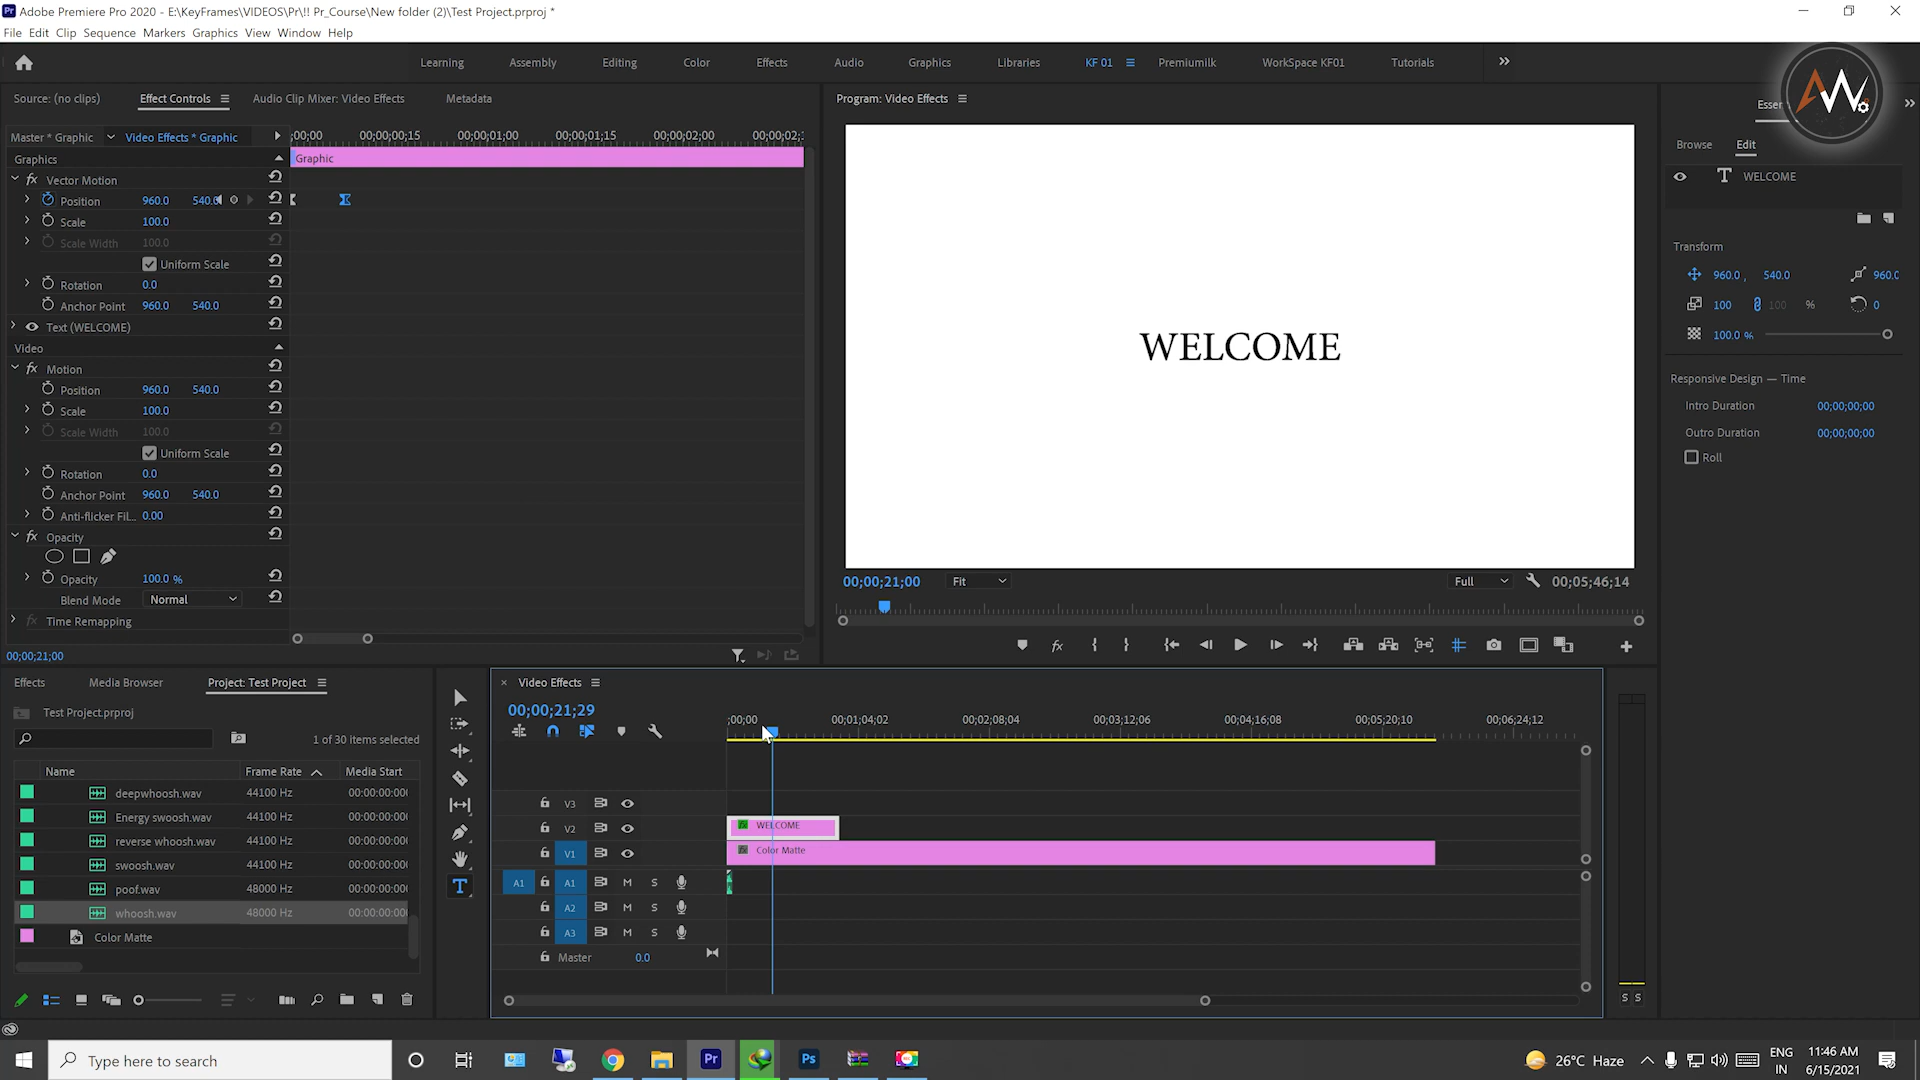 Adobe Premiere Pro 2020 - E:\KeyFrames\VIDEOS\Pr\!! Pr_Course\New folder (2)\Test Project.prproj *
File Edit Clip Sequence Markers Graphics View Window Help
Learning Assembly Editing Color Effects Audio Graphics Libraries KF 01 Premiumilk WorkSpace KF01 Tutorials
Source: (no clips) Effect Controls Audio Clip Mixer: Video Effects Metadata
Program: Video Effects
Master * Graphic Video Effects * Graphic
;00;00 00;00;00;15 00;00;01;00 00;00;01;15 00;00;02;00
Graphics
Graphic
Vector Motion
Position 960.0 540.0
Scale 100.0
Scale Width 100.0
Uniform Scale
Rotation 0.0
Anchor Point 960.0 540.0
Text (WELCOME)
Video
Motion
Position 960.0 540.0
Scale 100.0
Scale Width 100.0
Uniform Scale
Rotation 0.0
Anchor Point 960.0 540.0
Anti-flicker Fil... 0.00
Opacity
Opacity 100.0 %
Blend Mode Normal
Time Remapping
00;00;21;00
WELCOME
00;00;21;00 Fit Full 00;05;46;14
AW
Browse Edit
WELCOME
Transform
960.0 , 540.0
100 100 % 0
100.0 %
Responsive Design — Time
Intro Duration 00;00;00;00
Outro Duration 00;00;00;00
Roll
Effects Media Browser Project: Test Project
Test Project.prproj
1 of 30 items selected
Name Frame Rate Media Start
deepwhoosh.wav 44100 Hz
Energy swoosh.wav 44100 Hz
reverse whoosh.wav 44100 Hz
swoosh.wav 44100 Hz
poof.wav 48000 Hz
whoosh.wav 48000 Hz
Color Matte
Video Effects
00;00;21;29
;00;00 00;01;04;02 00;02;08;04 00;03;12;06 00;04;16;08 00;05;20;10 00;06;24;12
V3
V2 WELCOME
V1 Color Matte
A1 A1 M S
A2 M S
A3 M S
Master 0.0
S S
Type here to search
26°C Haze
ENG
IN
11:46 AM
6/15/2021